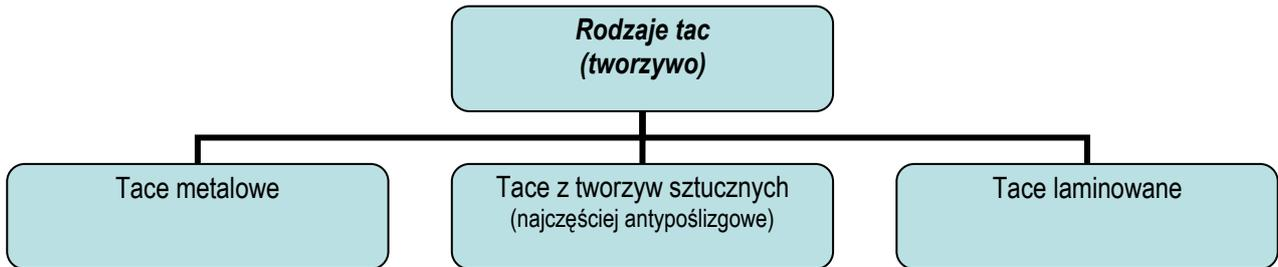 Rodzaje tac
(tworzywo)
Tace metalowe
Tace z tworzyw sztucznych
(najczęściej antypoślizgowe)
Tace laminowane